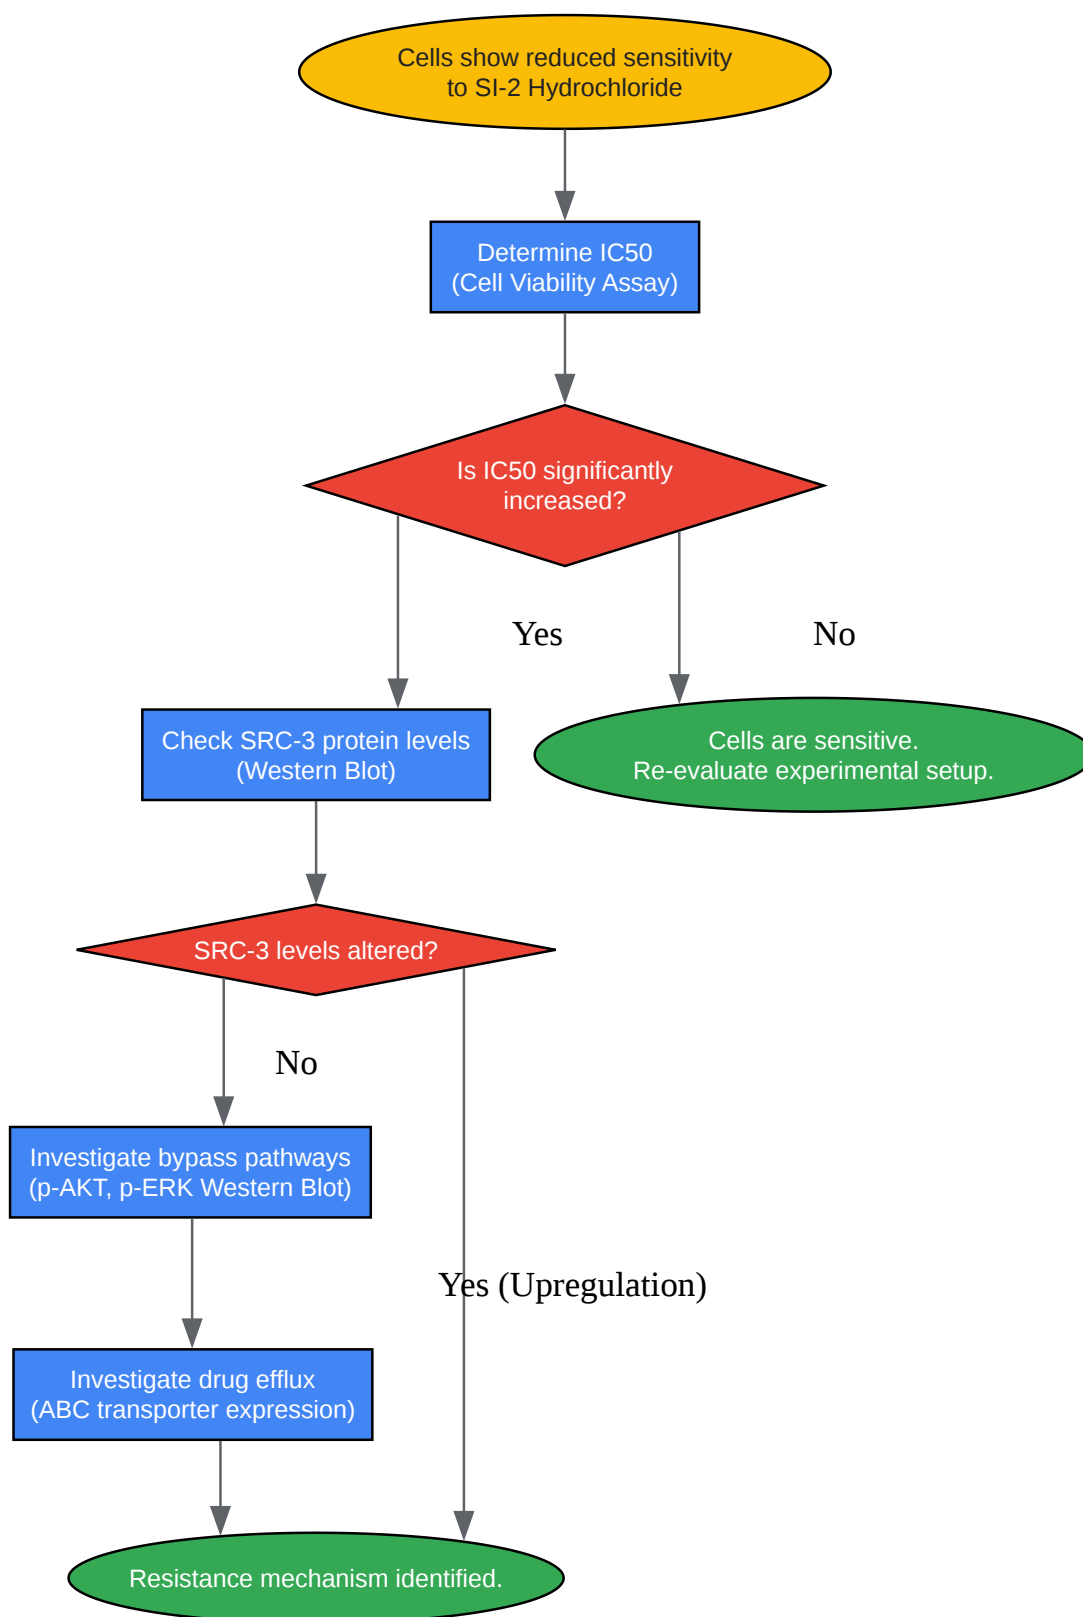 Cells show reduced sensitivity
to SI-2 Hydrochloride
Determine IC50
(Cell Viability Assay)
Is IC50 significantly
increased?
Yes
No
Check SRC-3 protein levels
(Western Blot)
Cells are sensitive.
Re-evaluate experimental setup.
SRC-3 levels altered?
No
Investigate bypass pathways
(p-AKT, p-ERK Western Blot)
Yes (Upregulation)
Investigate drug efflux
(ABC transporter expression)
Resistance mechanism identified.